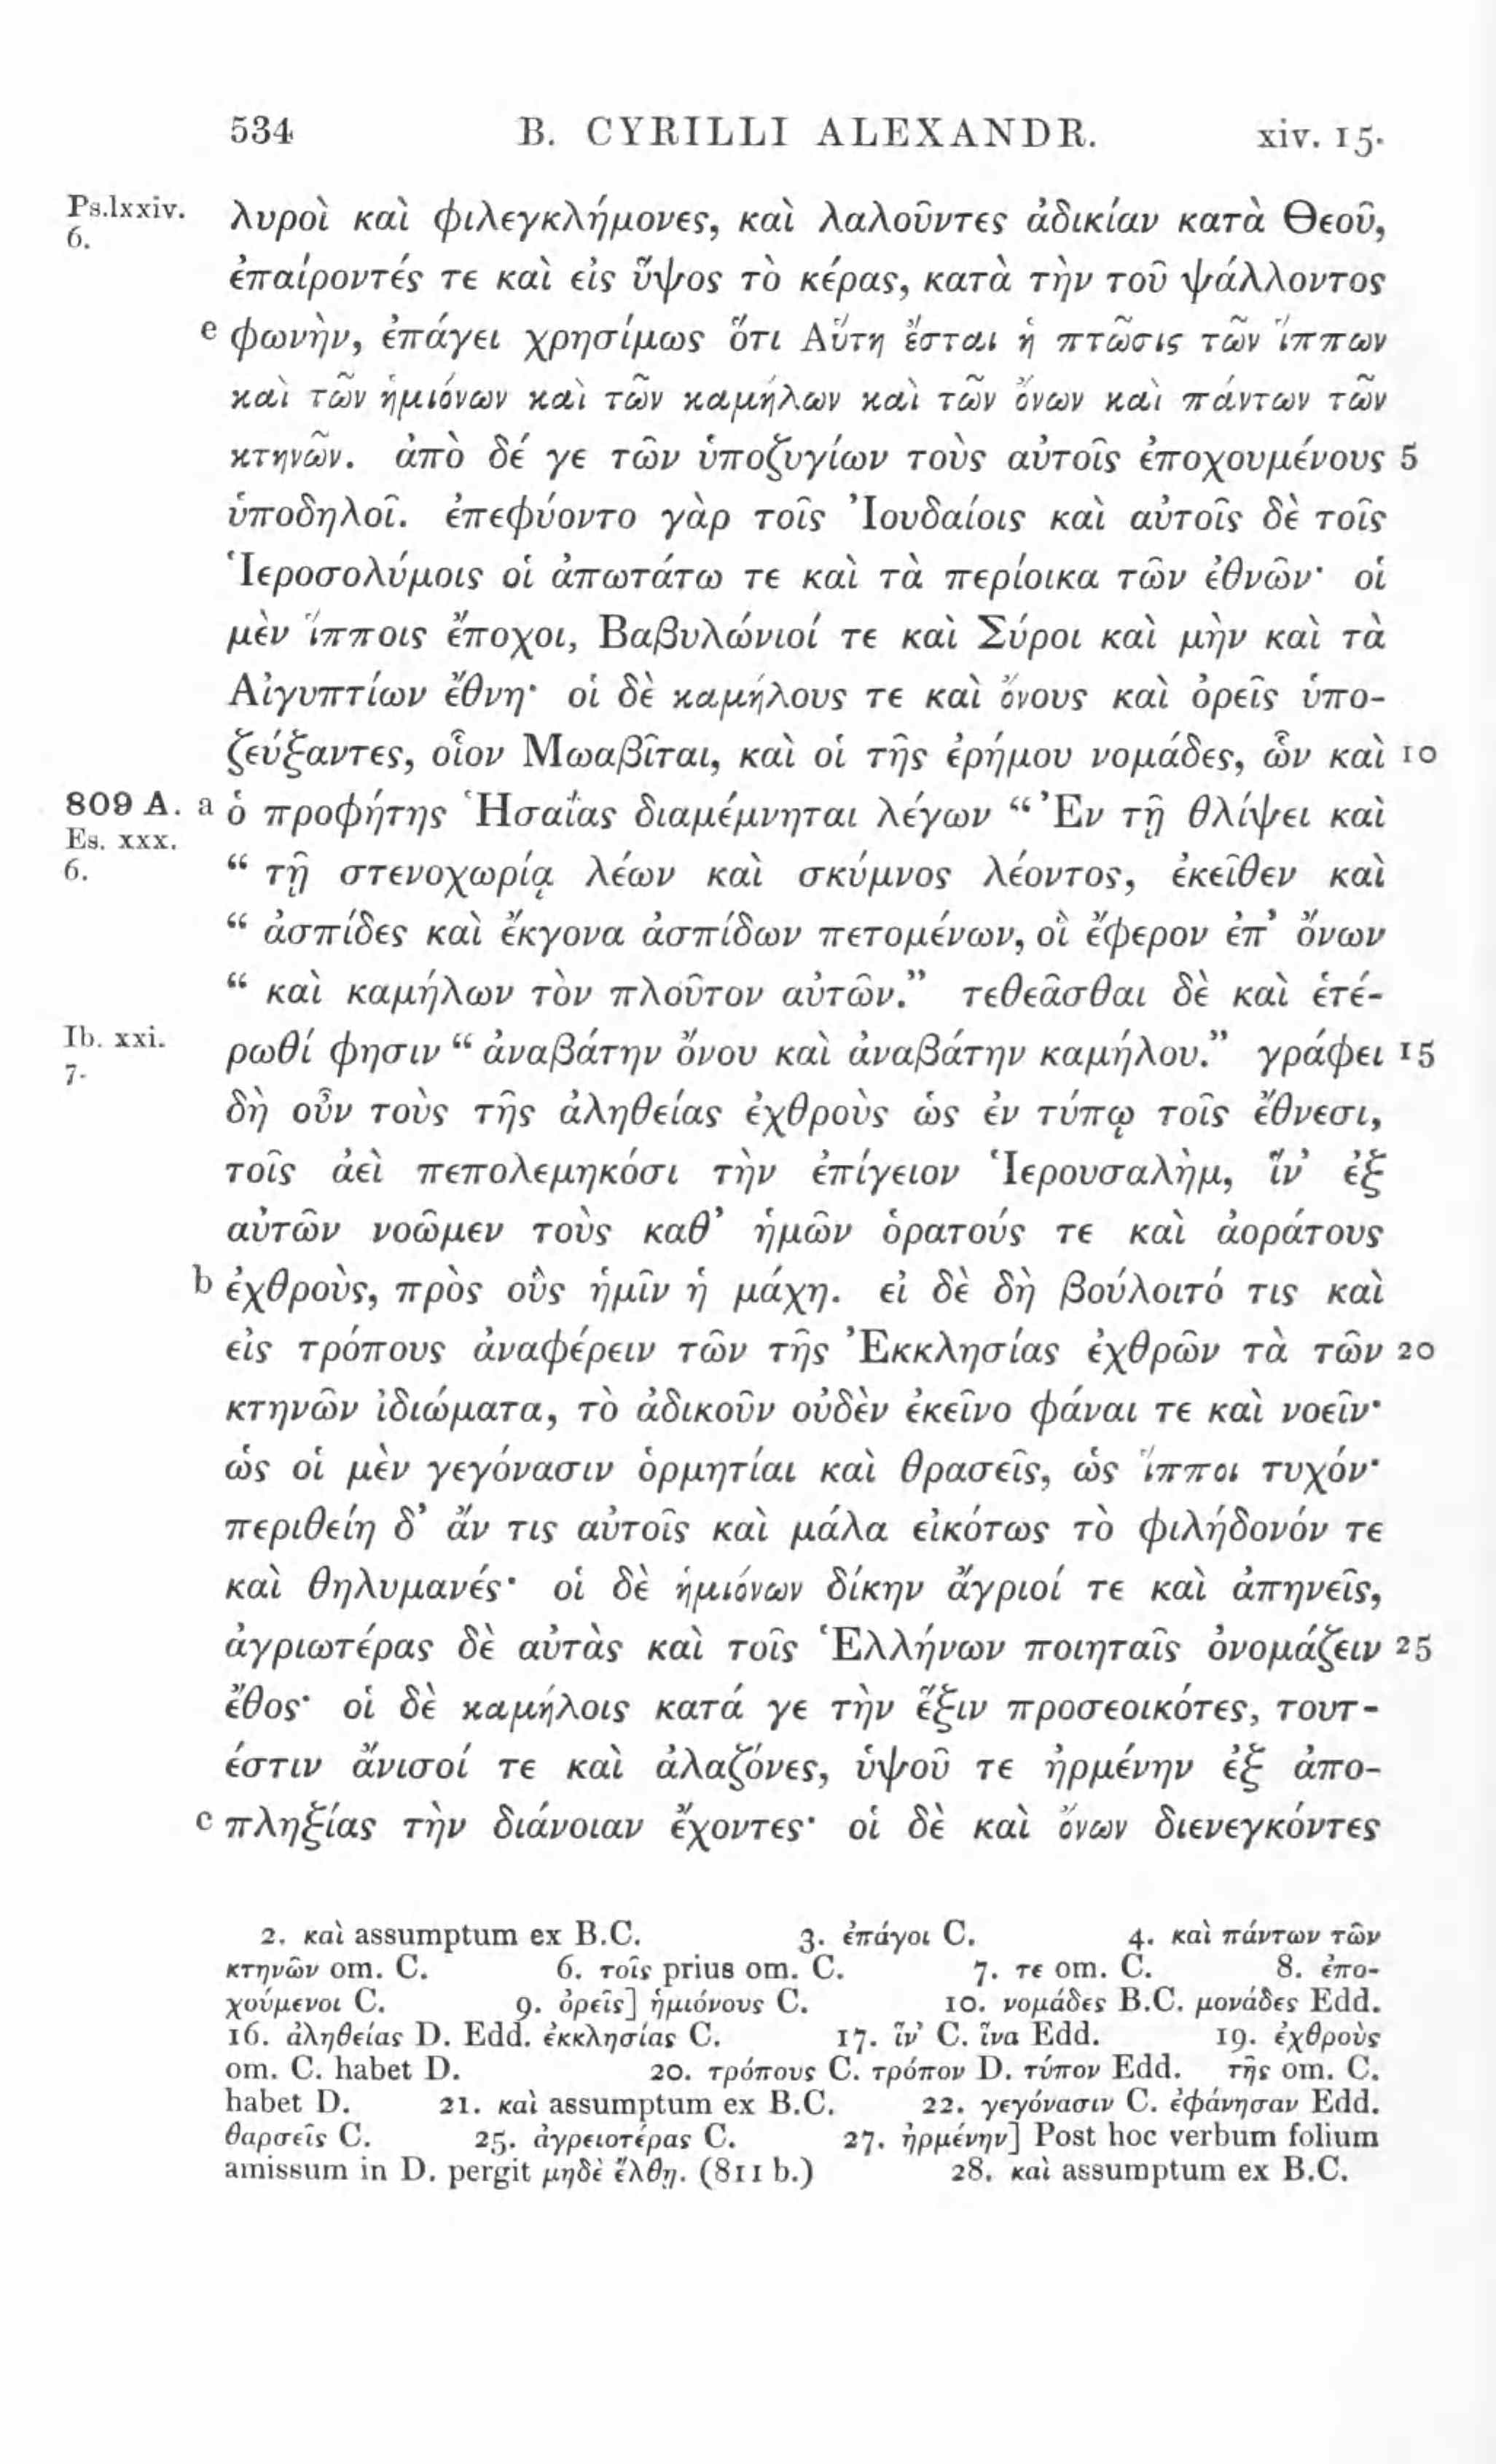 534 B. CYRILLI ALEXANDR. xiv. 15.
Ps.lxxiv. λυροὶ καὶ φιλεγκλήμονες, καὶ λαλοῦντες ἀδικίαν κατὰ Θεοῦ,
6.
ἐπαίροντές τε καὶ εἰς ὕψος τὸ κέρας, κατὰ τὴν τοῦ ψάλλοντος
e φωνὴν, ἐπάγει χρησίμως ὅτι Αὕτη ἔσται ἡ πτῶσις τῶν ἵππων
καὶ τῶν ἡμιόνων καὶ τῶν καμήλων καὶ τῶν ὄνων καὶ πάντων τῶν
κτηνῶν. ἀπὸ δέ γε τῶν ὑποζυγίων τοὺς αὐτοῖς ἐποχουμένους 5
ὑποδηλοῖ. ἐπεφύοντο γὰρ τοῖς Ἰουδαίοις καὶ αὐτοῖς δὲ τοῖς
Ἱεροσολύμοις οἱ ἀπωτάτω τε καὶ τὰ περίοικα τῶν ἐθνῶν· οἱ
μὲν ἵπποις ἔποχοι, Βαβυλώνιοί τε καὶ Σύροι καὶ μὴν καὶ τὰ
Αἰγυπτίων ἔθνη· οἱ δὲ καμήλους τε καὶ ὄνους καὶ ὀρεῖς ὑπο-
ζεύξαντες, οἷον Μωαβῖται, καὶ οἱ τῆς ἐρήμου νομάδες, ὧν καὶ 10
809 A. a ὁ προφήτης Ἡσαΐας διαμέμνηται λέγων “Ἐν τῇ θλίψει καὶ
Es. xxx.
6. “ τῇ στενοχωρίᾳ λέων καὶ σκύμνος λέοντος, ἐκεῖθεν καὶ
“ ἀσπίδες καὶ ἔκγονα ἀσπίδων πετομένων, οἳ ἔφερον ἐπ’ ὄνων
“ καὶ καμήλων τὸν πλοῦτον αὐτῶν.” τεθεᾶσθαι δὲ καὶ ἑτέ-
Ib. xxi. ρωθί φησιν “ ἀναβάτην ὄνου καὶ ἀναβάτην καμήλου.” γράφει 15
7.
δὴ οὖν τοὺς τῆς ἀληθείας ἐχθροὺς ὡς ἐν τύπῳ τοῖς ἔθνεσι,
τοῖς ἀεὶ πεπολεμηκόσι τὴν ἐπίγειον Ἱερουσαλὴμ, ἵν’ ἐξ
αὐτῶν νοῶμεν τοὺς καθ’ ἡμῶν ὁρατούς τε καὶ ἀοράτους
b ἐχθροὺς, πρὸς οὓς ἡμῖν ἡ μάχη. εἰ δὲ δὴ βούλοιτό τις καὶ
εἰς τρόπους ἀναφέρειν τῶν τῆς Ἐκκλησίας ἐχθρῶν τὰ τῶν 20
κτηνῶν ἰδιώματα, τὸ ἀδικοῦν οὐδὲν ἐκεῖνο φάναι τε καὶ νοεῖν·
ὡς οἱ μὲν γεγόνασιν ὁρμητίαι καὶ θρασεῖς, ὡς ἵπποι τυχόν·
περιθείη δ’ ἄν τις αὐτοῖς καὶ μάλα εἰκότως τὸ φιλήδονόν τε
καὶ θηλυμανές· οἱ δὲ ἡμιόνων δίκην ἄγριοί τε καὶ ἀπηνεῖς,
ἀγριωτέρας δὲ αὐτὰς καὶ τοῖς Ἑλλήνων ποιηταῖς ὀνομάζειν 25
ἔθος· οἱ δὲ καμήλοις κατά γε τὴν ἕξιν προσεοικότες, τουτ-
έστιν ἄνισοί τε καὶ ἀλαζόνες, ὑψοῦ τε ἠρμένην ἐξ ἀπο-
c πληξίας τὴν διάνοιαν ἔχοντες· οἱ δὲ καὶ ὄνων διενεγκόντες
2. καὶ assumptum ex B.C. 3. ἐπάγοι C. 4. καὶ πάντων τῶν
κτηνῶν om. C. 6. τοῖς prius om. C. 7. τε om. C. 8. ἐπο-
χούμενοι C. 9. ὀρεῖς] ἡμιόνους C. 10. νομάδες B.C. μονάδες Edd.
16. ἀληθείας D. Edd. ἐκκλησίας C. 17. ἵν’ C. ἵνα Edd. 19. ἐχθροὺς
om. C. habet D. 20. τρόπους C. τρόπον D. τύπον Edd. τῆς om. C.
habet D. 21. καὶ assumptum ex B.C. 22. γεγόνασιν C. ἐφάνησαν Edd.
θαρσεῖς C. 25. ἀγρειοτέρας C. 27. ἠρμένην] Post hoc verbum folium
amissum in D. pergit μηδὲ ἔλθῃ. (811 b.) 28. καὶ assumptum ex B.C.